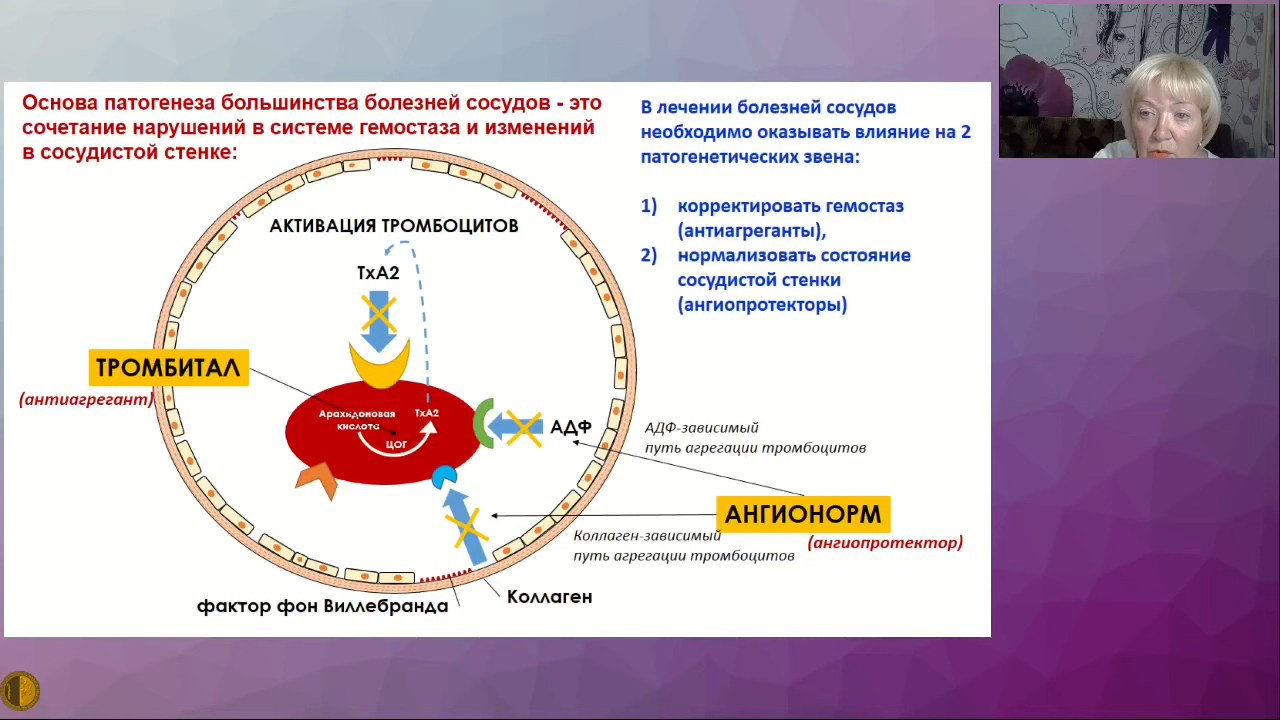 Основа патогенеза большинства болезней сосудов - это
сочетание нарушений в системе гемостаза и изменений
в сосудистой стенке:
В лечении болезней сосудов
необходимо оказывать влияние на 2
патогенетических звена:
1) корректировать гемостаз
(антиагреганты),
2) нормализовать состояние
сосудистой стенки
(ангиопротекторы)
АКТИВАЦИЯ ТРОМБОЦИТОВ
ТхА2
ТРОМБИТАЛ
(антиагрегант)
Арахидоновая
кислота
ТхА2
ЦОГ
АДФ
АДФ-зависимый
путь агрегации тромбоцитов
АНГИОНОРМ
(ангиопротектор)
Коллаген-зависимый
путь агрегации тромбоцитов
Коллаген
фактор фон Виллебранда